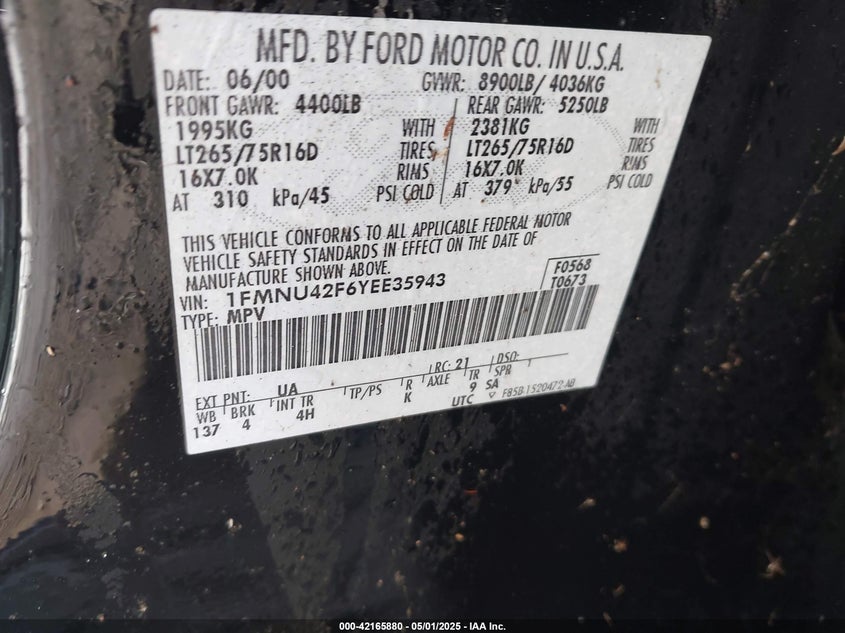 MFD. BY FORD MOTOR CO. IN U.S.A.
DATE: 06/00 GVWR: 8900LB/ 4036KG
FRONT GAWR: 4400LB REAR GAWR: 5250LB
1995KG WITH 2381KG WITH
LT265/75R16D TIRES LT265/75R16D TIRES
16X7.0K RIMS 16X7.0K RIMS
AT 310 kPa/45 PSI COLD AT 379 kPa/55 PSI COLD
THIS VEHICLE CONFORMS TO ALL APPLICABLE FEDERAL MOTOR
VEHICLE SAFETY STANDARDS IN EFFECT ON THE DATE OF
MANUFACTURE SHOWN ABOVE.
F0568
VIN: 1FMNU42F6YEE35943 T0673
TYPE: MPV
EXT PNT: UA RC: 21 DSO:
WB BRK INT TR TP/PS R AXLE TR SPR
137 4 4H K 9 SA
UTC F85B-1520472-AB
000-42165880 - 05/01/2025 - IAA Inc.